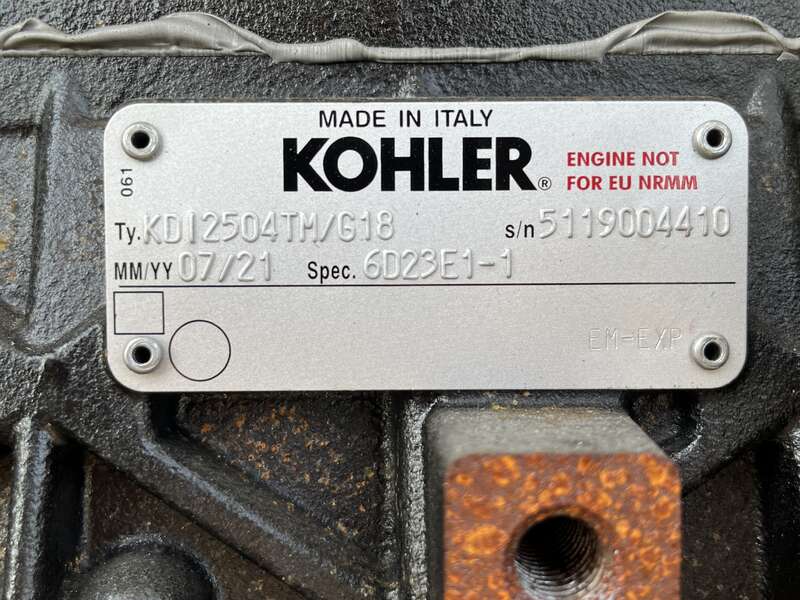 MADE IN ITALY
KOHLER®
ENGINE NOT
FOR EU NRMM
061
Ty. KDI2504TM/G18 s/n 5119004410
MM/YY 07/21 Spec. 6D23E1-1
EM-EXP